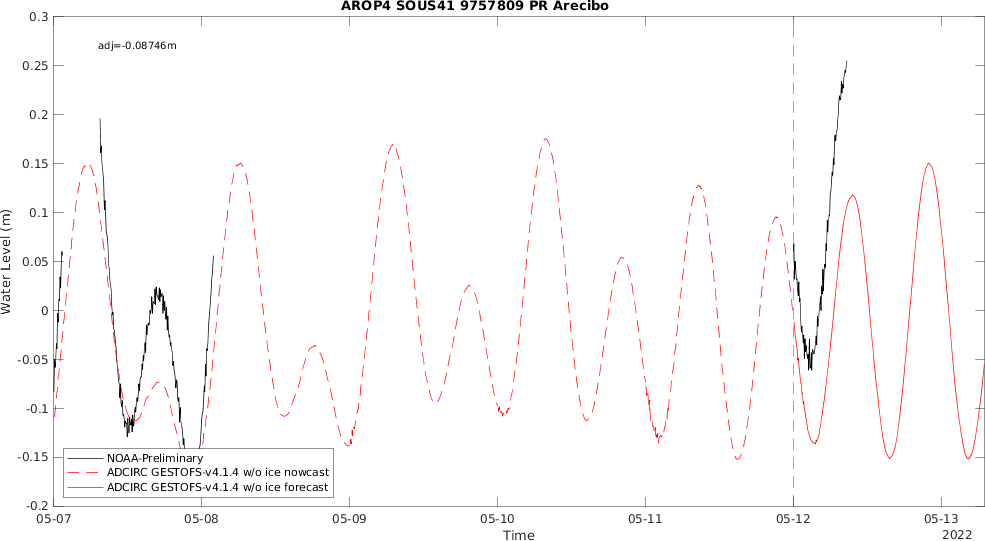 AROP4 SOUS41 9757809 PR Arecibo
adj=-0.08746m
0.3
0.25
0.2
0.15
0.1
0.05
0
-0.05
-0.1
-0.15
-0.2
Water Level (m)
NOAA-Preliminary
ADCIRC GESTOFS-v4.1.4 w/o ice nowcast
ADCIRC GESTOFS-v4.1.4 w/o ice forecast
05-07 05-08 05-09 05-10 05-11 05-12 05-13
Time
2022